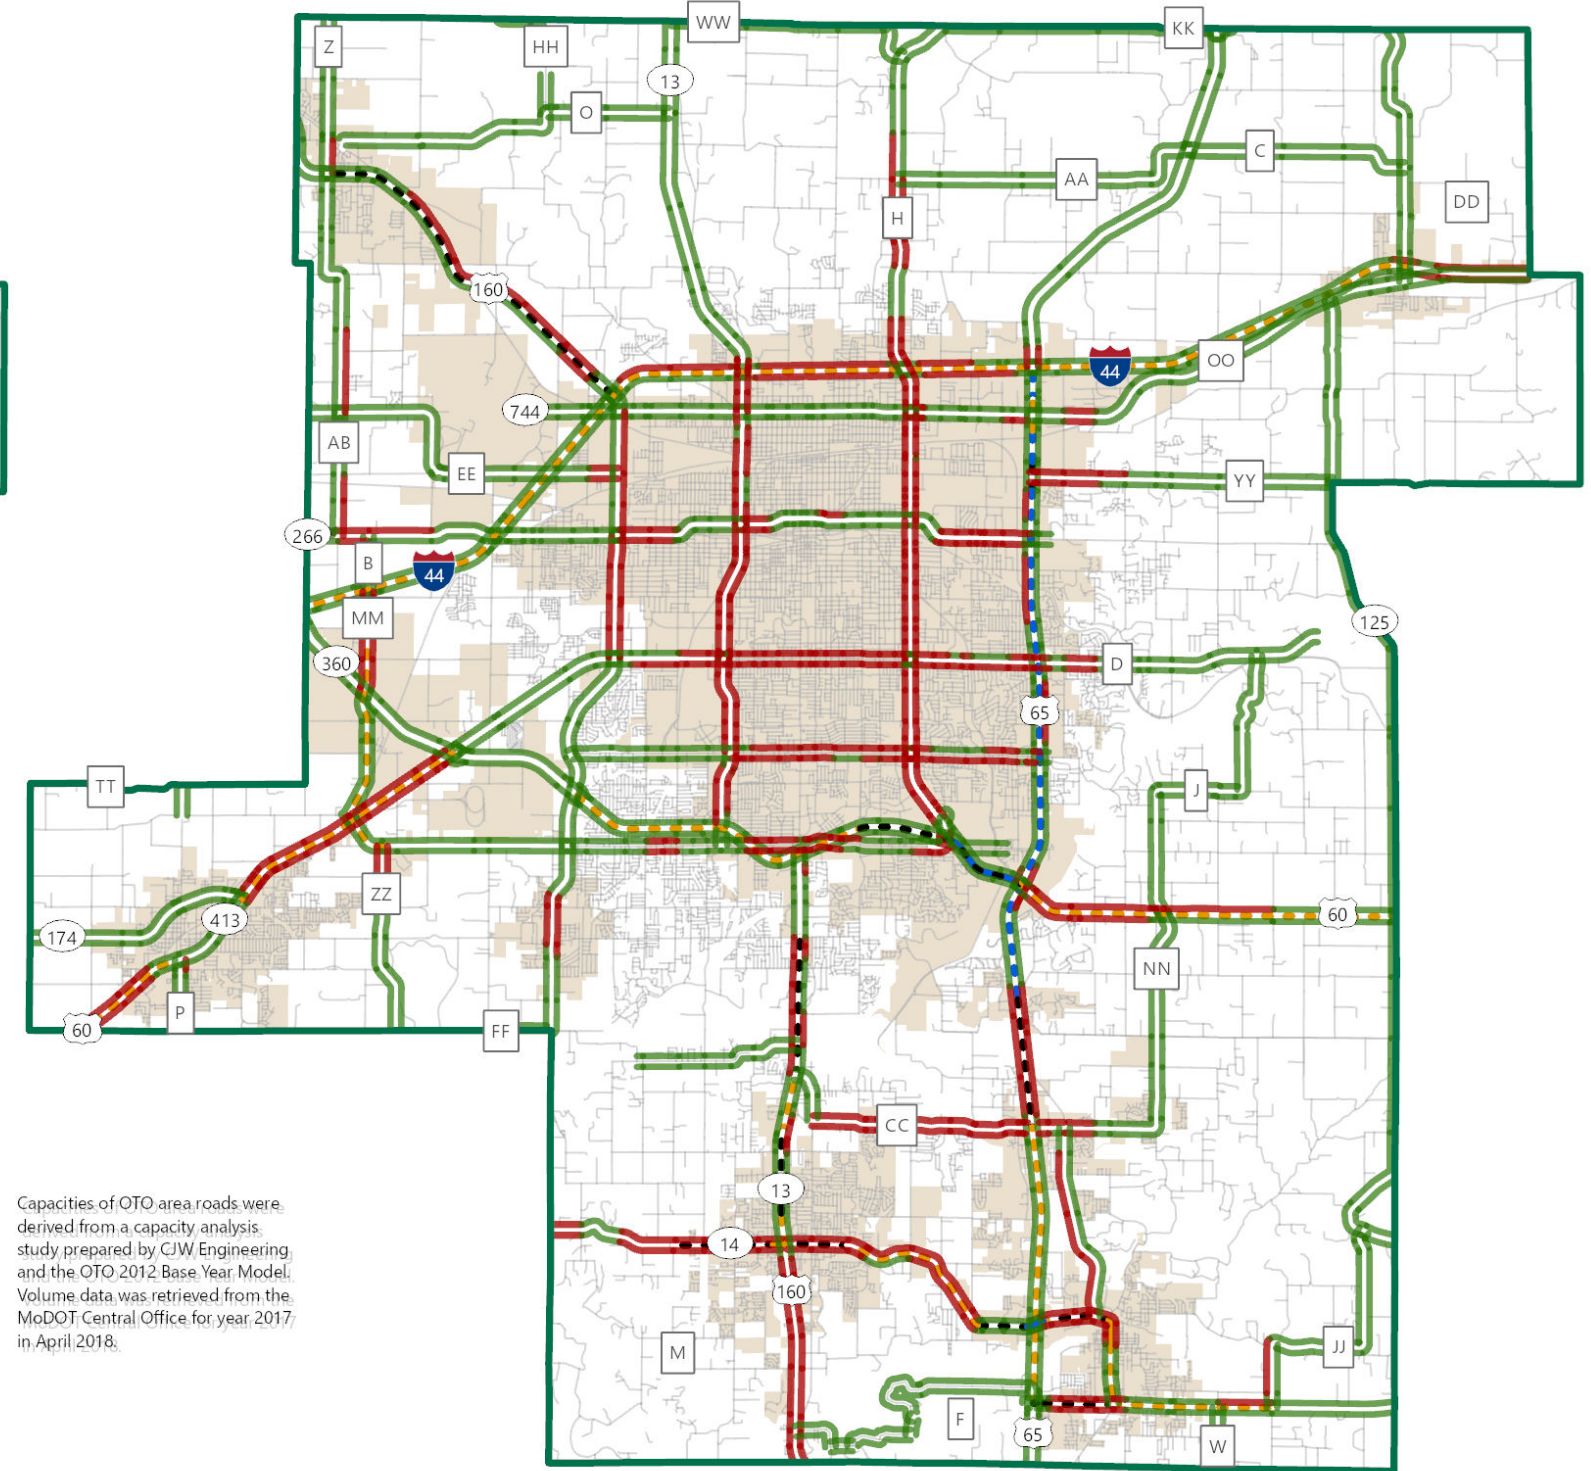 WW
KK
Z
HH
13
O
C
AA
DD
H
160
OO
44
744
AB
EE
YY
266
B
44
MM
125
360
D
65
TT
J
ZZ
413
60
174
NN
P
60
FF
CC
13
Capacities of OTO area roads were
derived from a capacity analysis
study prepared by CJW Engineering
and the OTO 2012 Base Year Model.
Volume data was retrieved from the
MoDOT Central Office for year 2017
in April 2018.
14
160
M
JJ
F
65
W